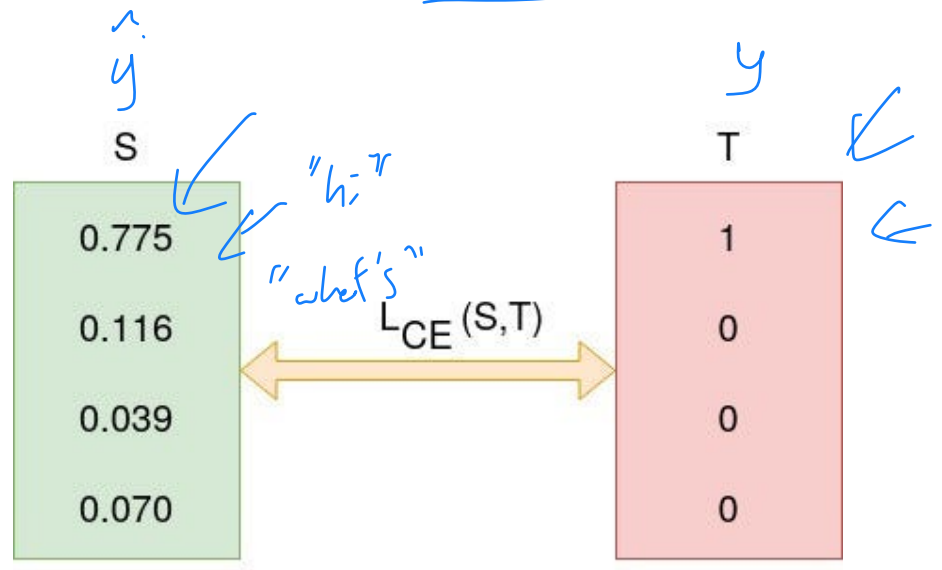 ŷ y
S T
"hi"
0.775 1
"what's"
L_CE (S,T)
0.116 0
0.039 0
0.070 0